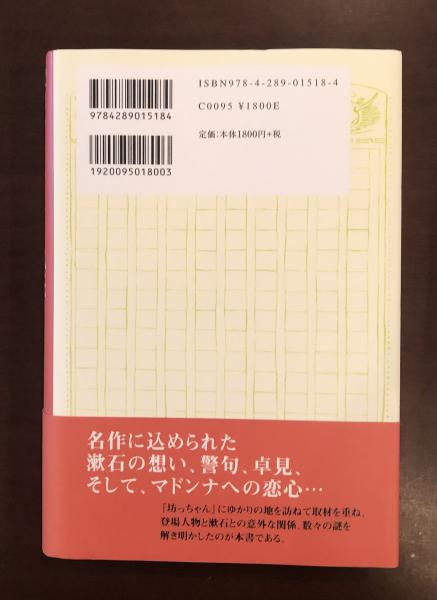 ISBN978-4-289-01518-4
C0095 ¥1800E
定価:本体1800円+税
9784289015184
1920095018003
名作に込められた
漱石の想い、警句、卓見、
そして、マドンナへの恋心…
『坊っちゃん』にゆかりの地を訪ねて取材を重ね、
登場人物と漱石との意外な関係、数々の謎を
解き明かしたのが本書である。